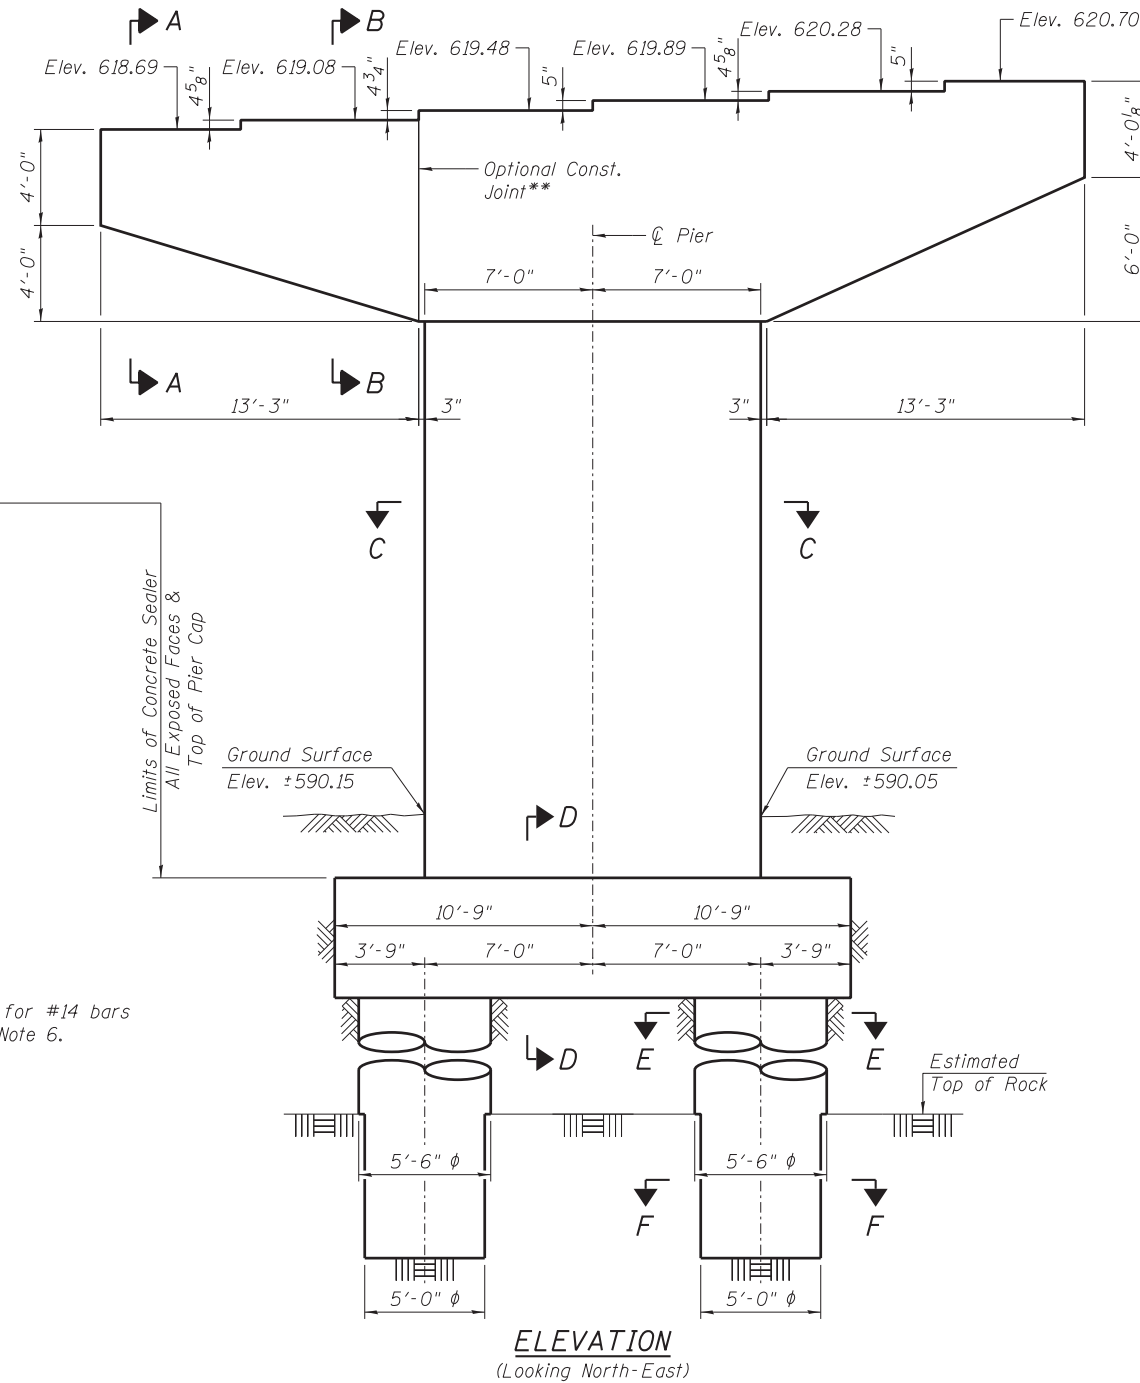 A
B
Elev. 618.69
4 5/8"
Elev. 619.08
4 3/4"
Elev. 619.48
5"
Elev. 619.89
4 5/8"
Elev. 620.28
5"
Elev. 620.70
4'-0"
4'-0"
4'-0 1/8"
6'-0"
Optional Const.
Joint**
℄ Pier
7'-0"
7'-0"
A
B
13'-3"
3"
3"
13'-3"
C
C
Limits of Concrete Sealer
All Exposed Faces &
Top of Pier Cap
Ground Surface
Elev. ±590.15
Ground Surface
Elev. ±590.05
D
10'-9"
10'-9"
3'-9"
7'-0"
7'-0"
3'-9"
for #14 bars
Note 6.
D
E
E
Estimated
Top of Rock
5'-6" ϕ
5'-6" ϕ
F
F
5'-0" ϕ
5'-0" ϕ
ELEVATION
(Looking North-East)